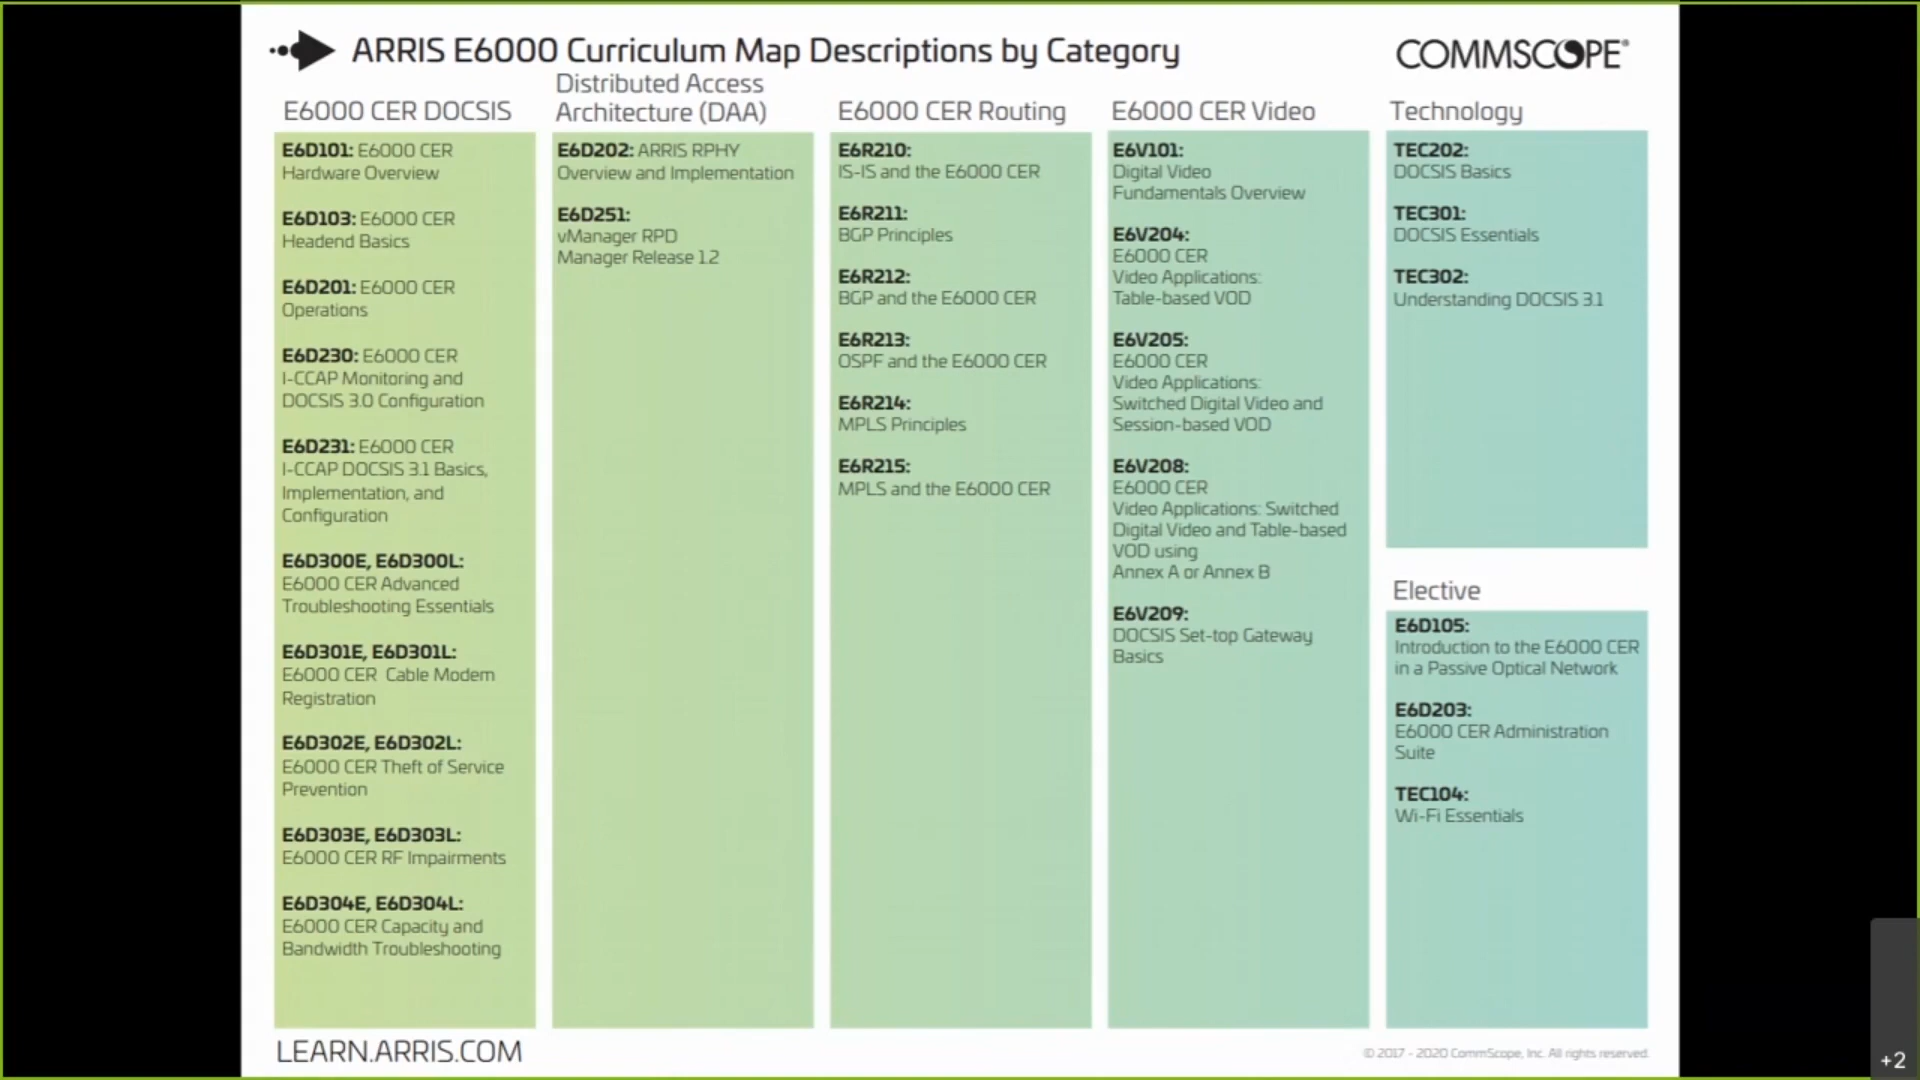 ARRIS E6000 Curriculum Map Descriptions by Category
COMMSCOPE®
E6000 CER DOCSIS
E6D101: E6000 CER
Hardware Overview
E6D103: E6000 CER
Headend Basics
E6D201: E6000 CER
Operations
E6D230: E6000 CER
I-CCAP Monitoring and
DOCSIS 3.0 Configuration
E6D231: E6000 CER
I-CCAP DOCSIS 3.1 Basics,
Implementation, and
Configuration
E6D300E, E6D300L:
E6000 CER Advanced
Troubleshooting Essentials
E6D301E, E6D301L:
E6000 CER Cable Modem
Registration
E6D302E, E6D302L:
E6000 CER Theft of Service
Prevention
E6D303E, E6D303L:
E6000 CER RF Impairments
E6D304E, E6D304L:
E6000 CER Capacity and
Bandwidth Troubleshooting
Distributed Access
Architecture (DAA)
E6D202: ARRIS RPHY
Overview and Implementation
E6D251:
vManager RPD
Manager Release 1.2
E6000 CER Routing
E6R210:
IS-IS and the E6000 CER
E6R211:
BGP Principles
E6R212:
BGP and the E6000 CER
E6R213:
OSPF and the E6000 CER
E6R214:
MPLS Principles
E6R215:
MPLS and the E6000 CER
E6000 CER Video
E6V101:
Digital Video
Fundamentals Overview
E6V204:
E6000 CER
Video Applications:
Table-based VOD
E6V205:
E6000 CER
Video Applications:
Switched Digital Video and
Session-based VOD
E6V208:
E6000 CER
Video Applications: Switched
Digital Video and Table-based
VOD using
Annex A or Annex B
E6V209:
DOCSIS Set-top Gateway
Basics
Technology
TEC202:
DOCSIS Basics
TEC301:
DOCSIS Essentials
TEC302:
Understanding DOCSIS 3.1
Elective
E6D105:
Introduction to the E6000 CER
in a Passive Optical Network
E6D203:
E6000 CER Administration
Suite
TEC104:
Wi-Fi Essentials
LEARN.ARRIS.COM
© 2017 - 2020 CommScope, Inc. All rights reserved.
+2